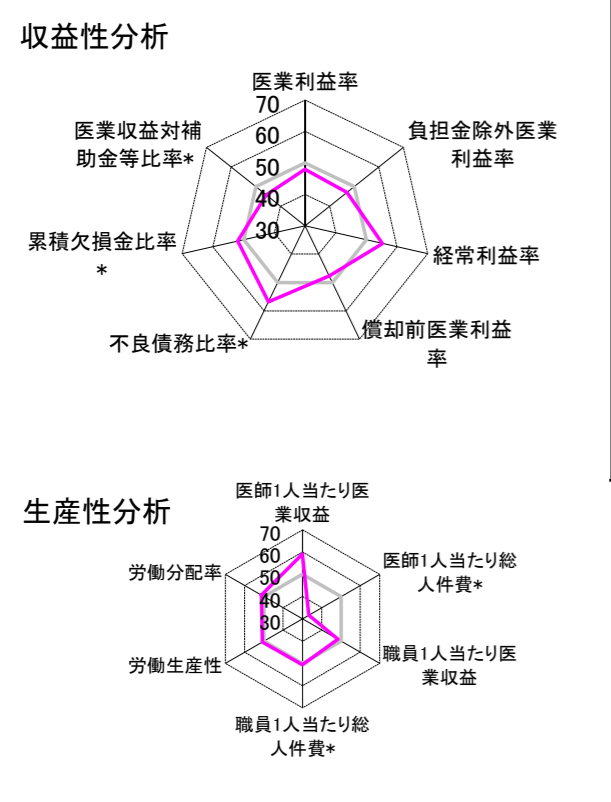 収益性分析
医業利益率
70
60
50
40
30
負担金除外医業
利益率
経常利益率
償却前医業利益
率
不良債務比率*
累積欠損金比率
*
医業収益対補
助金等比率*
生産性分析
医師1人当たり医
業収益
70
60
50
40
30
医師1人当たり総
人件費*
職員1人当たり医
業収益
職員1人当たり総
人件費*
労働生産性
労働分配率